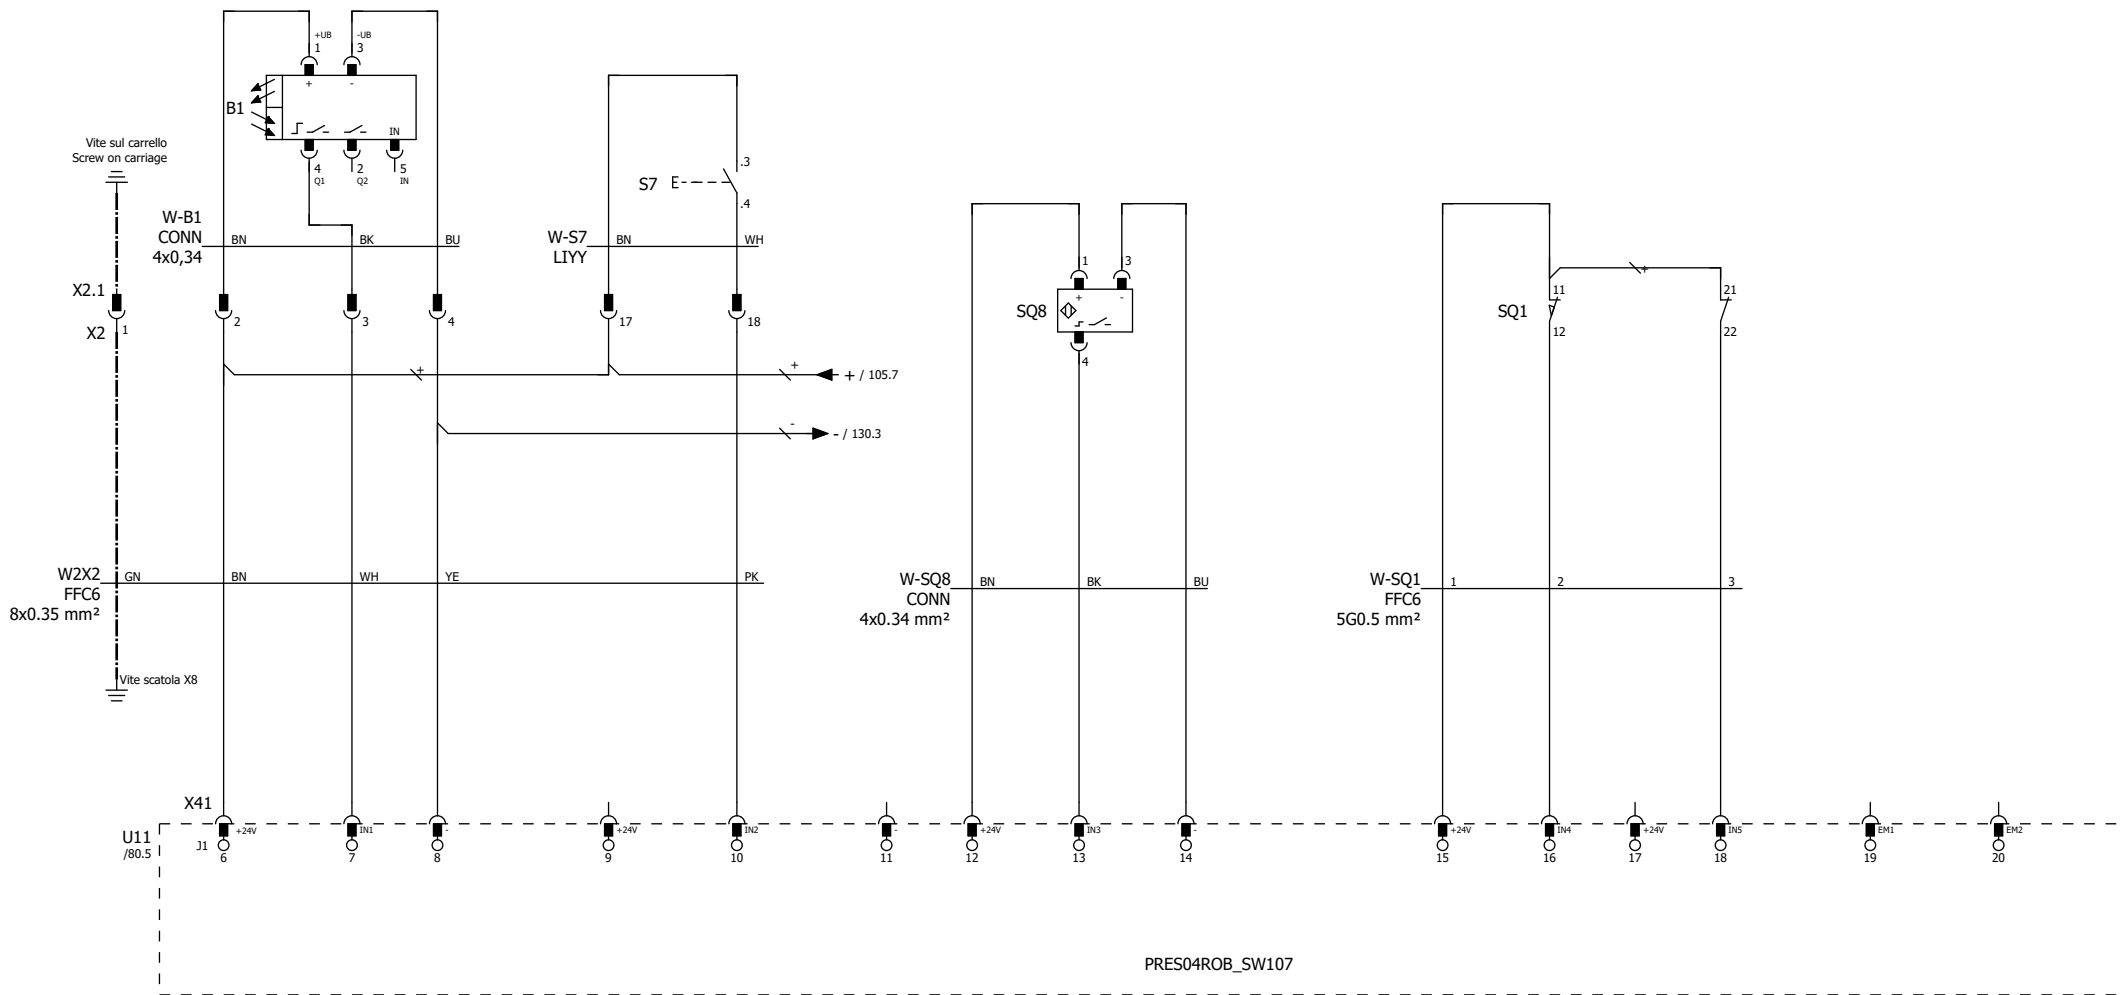 +UB
-UB
1
3
+
-
B1
IN
4
2
5
Q1
Q2
IN
Vite sul carrello
Screw on carriage
.3
S7
.4
W-B1
CONN
4x0,34
BN
BK
BU
W-S7
LIYY
BN
WH
X2.1
X2
1
2
3
4
17
18
1
3
+
-
SQ8
4
SQ1
11
12
+
21
22
+
+
+ / 105.7
-
- / 130.3
W2X2
FFC6
8x0.35 mm²
GN
BN
WH
YE
PK
W-SQ8
CONN
4x0.34 mm²
BN
BK
BU
W-SQ1
FFC6
5G0.5 mm²
1
2
3
Vite scatola X8
X41
U11
/80.5
J1
+24V
IN1
-
+24V
IN2
-
+24V
IN3
-
+24V
IN4
+24V
IN5
EM1
EM2
6
7
8
9
10
11
12
13
14
15
16
17
18
19
20
PRES04ROB_SW107